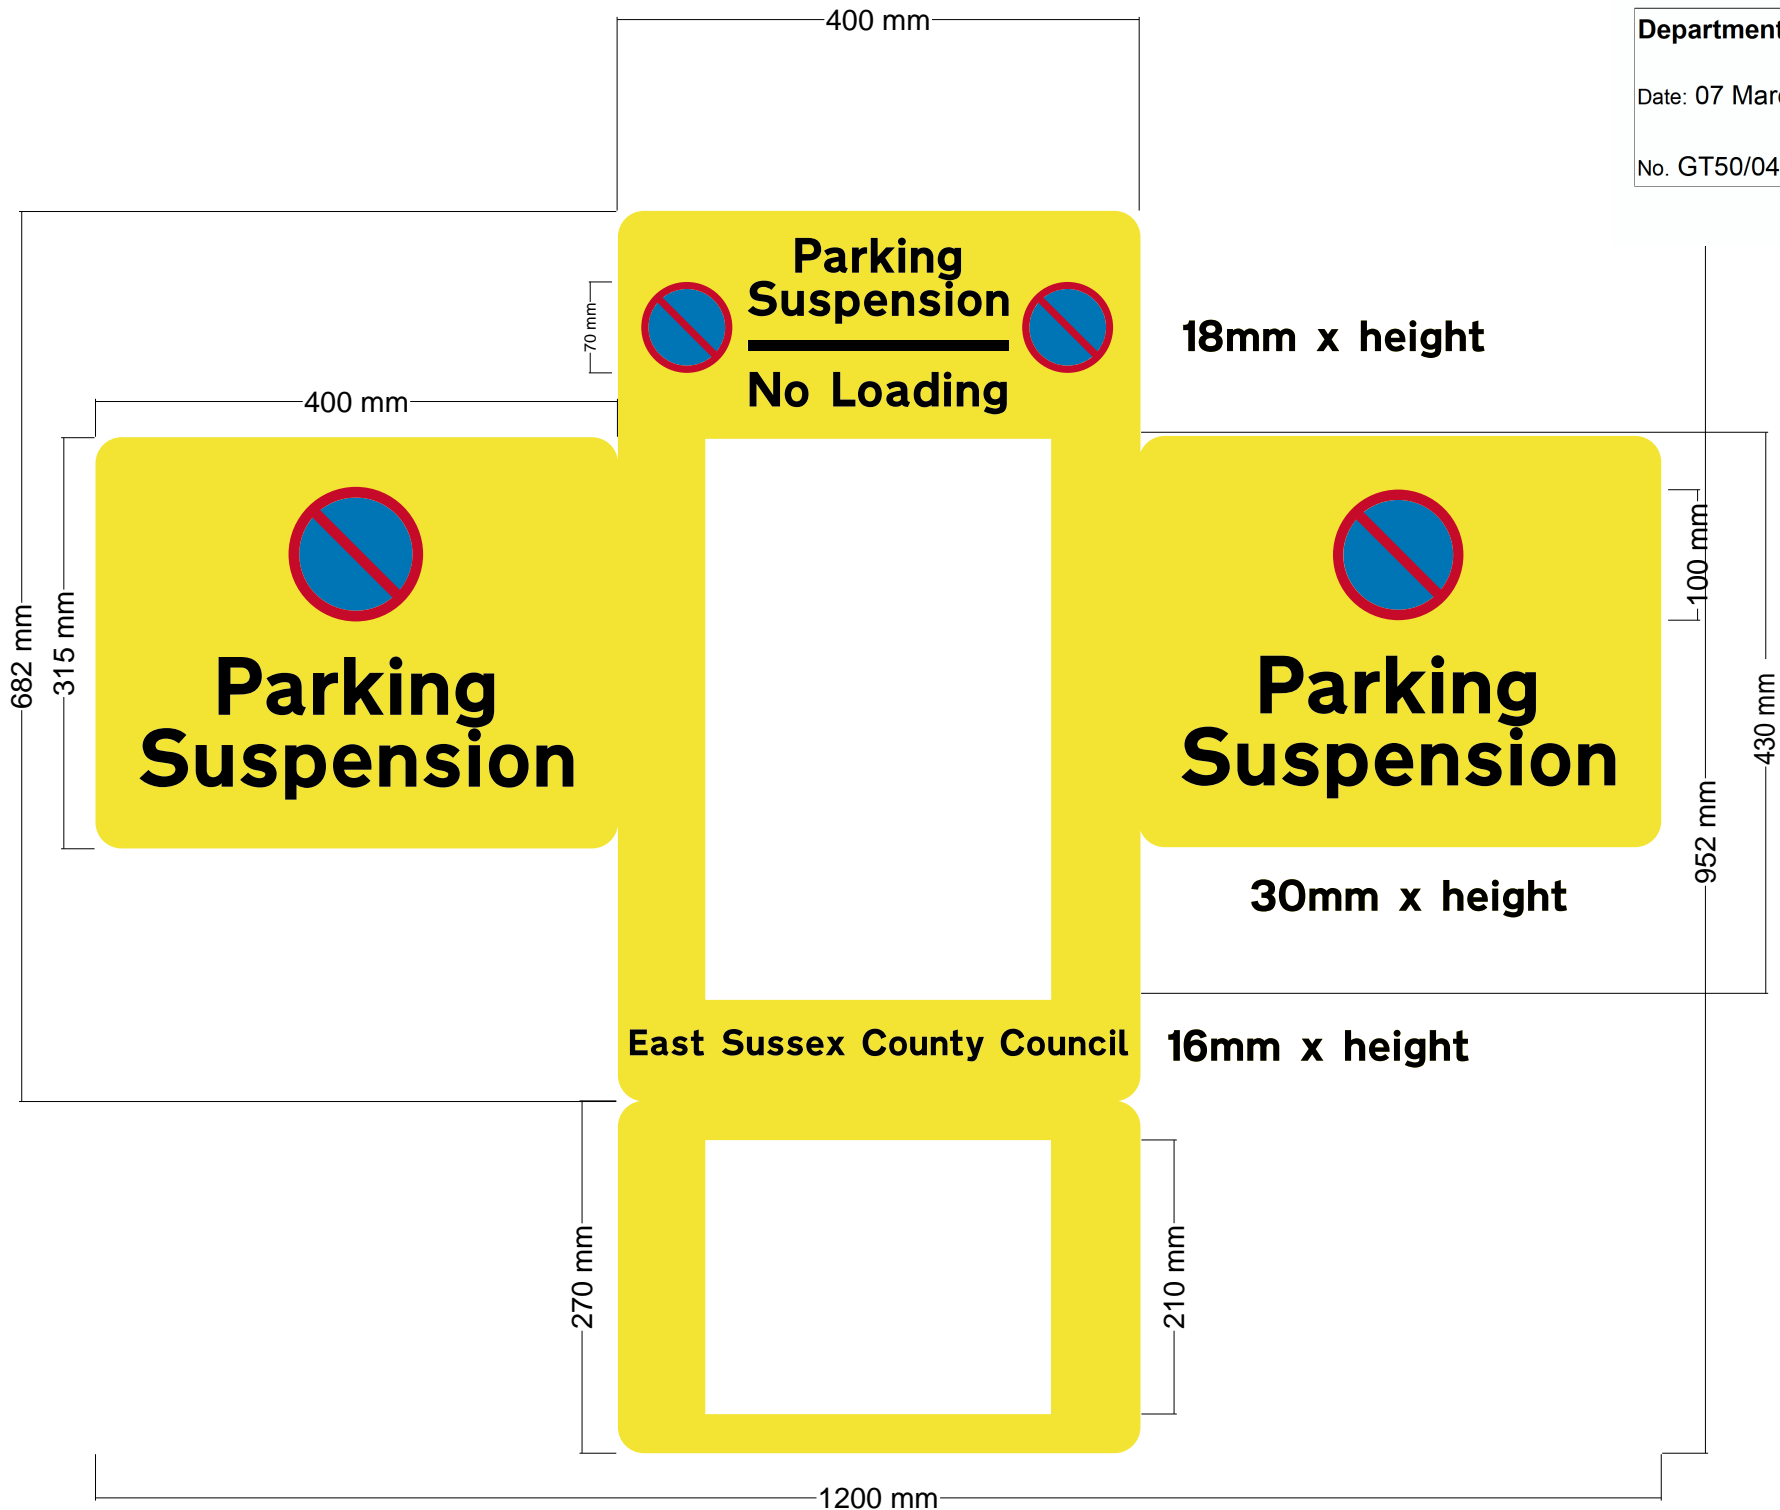 400 mm
Department
Date: 07 Mar
No. GT50/04
Parking
Suspension
No Loading
70 mm
18mm x height
400 mm
Parking
Suspension
682 mm
315 mm
Parking
Suspension
100 mm
430 mm
952 mm
30mm x height
East Sussex County Council
16mm x height
270 mm
210 mm
1200 mm